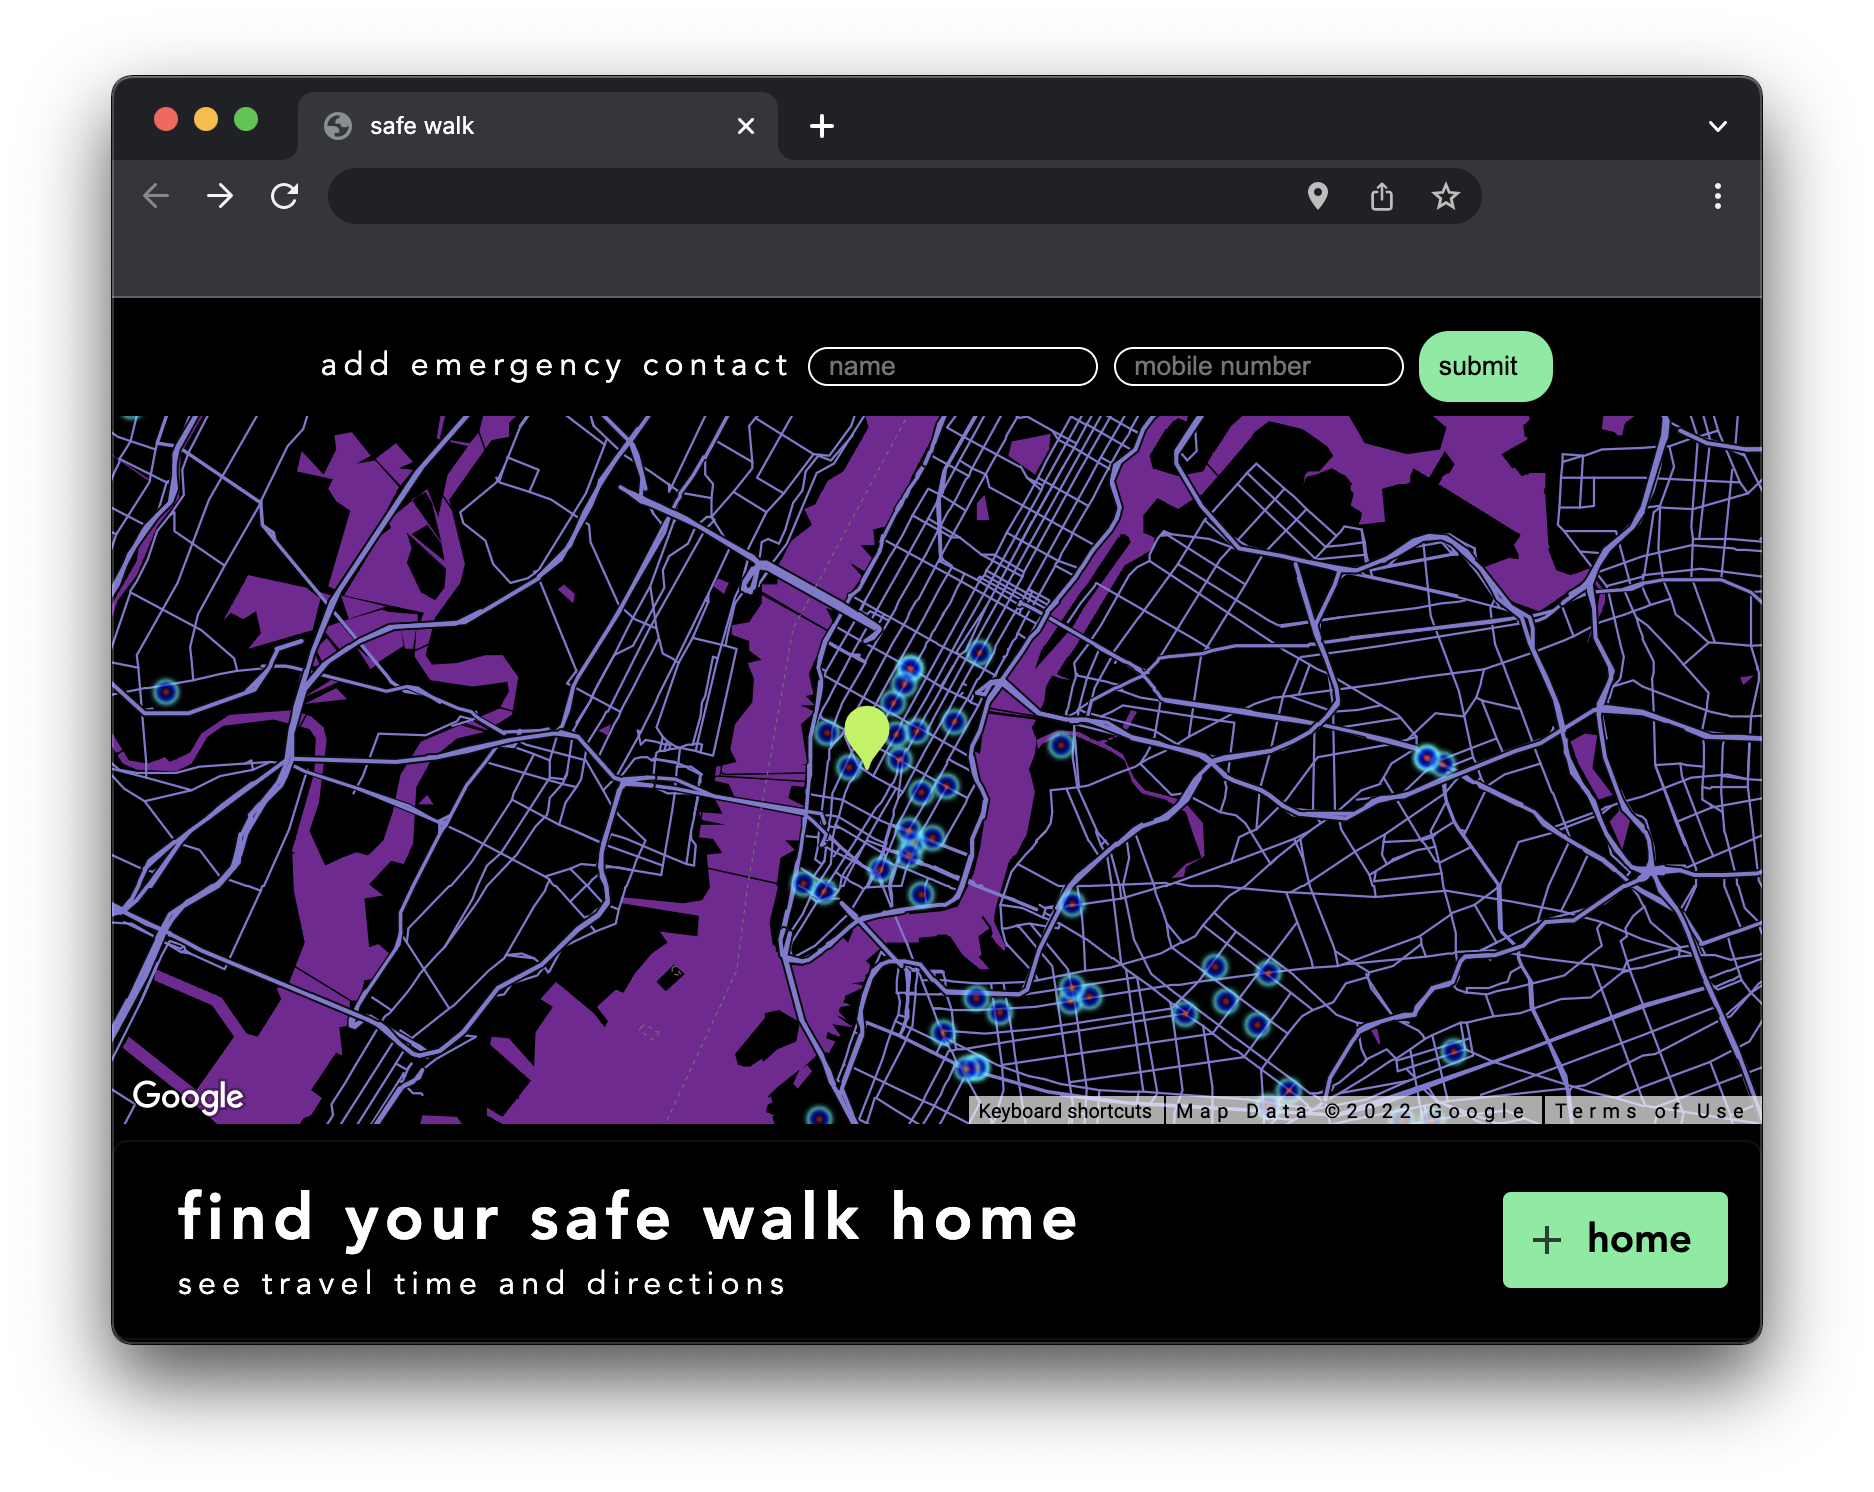 safe walk
add emergency contact name mobile number submit
Google
Keyboard shortcuts Map Data ©2022 Google Terms of Use
find your safe walk home
see travel time and directions
+ home